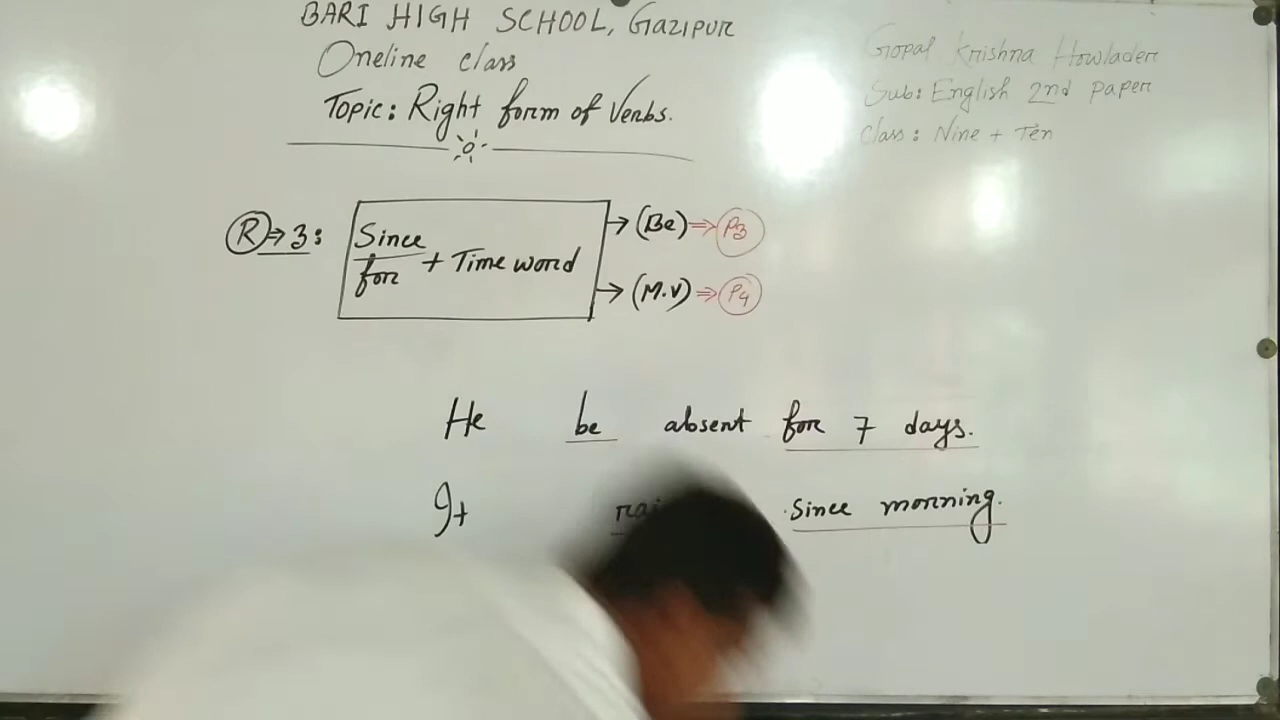 BARI HIGH SCHOOL, Gazipur
Oneline class
Topic: Right form of Verbs.
Gopal Krishna Howlader
Sub: English 2nd paper
Class: Nine + Ten
R ⇒ 3:
Since
for + Time word
→ (Be) ⇒ P3
→ (M.V) ⇒ P4
He be absent for 7 days.
It since morning.